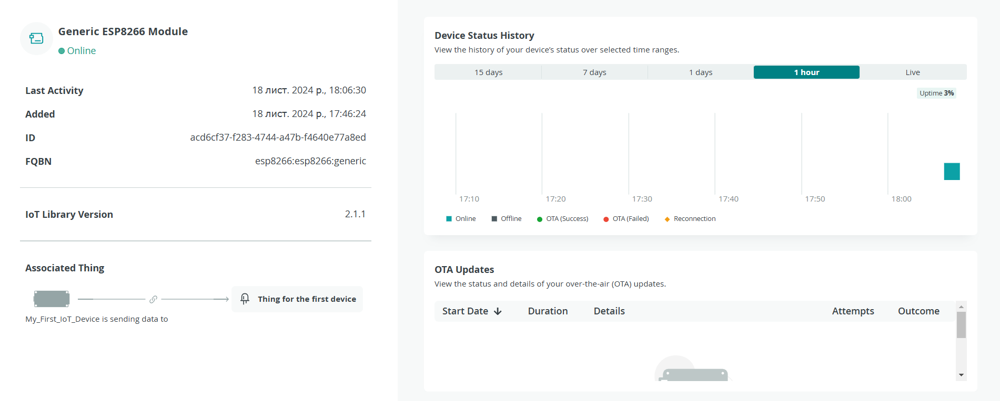 Generic ESP8266 Module
Online
Last Activity 18 лист. 2024 р., 18:06:30
Added 18 лист. 2024 р., 17:46:24
ID acd6cf37-f283-4744-a47b-f4640e77a8ed
FQBN esp8266:esp8266:generic
IoT Library Version 2.1.1
Associated Thing
Thing for the first device
My_First_IoT_Device is sending data to
Device Status History
View the history of your device’s status over selected time ranges.
15 days 7 days 1 days 1 hour Live
Uptime 3%
17:10 17:20 17:30 17:40 17:50 18:00
Online Offline OTA (Success) OTA (Failed) Reconnection
OTA Updates
View the status and details of your over-the-air (OTA) updates.
Start Date Duration Details Attempts Outcome